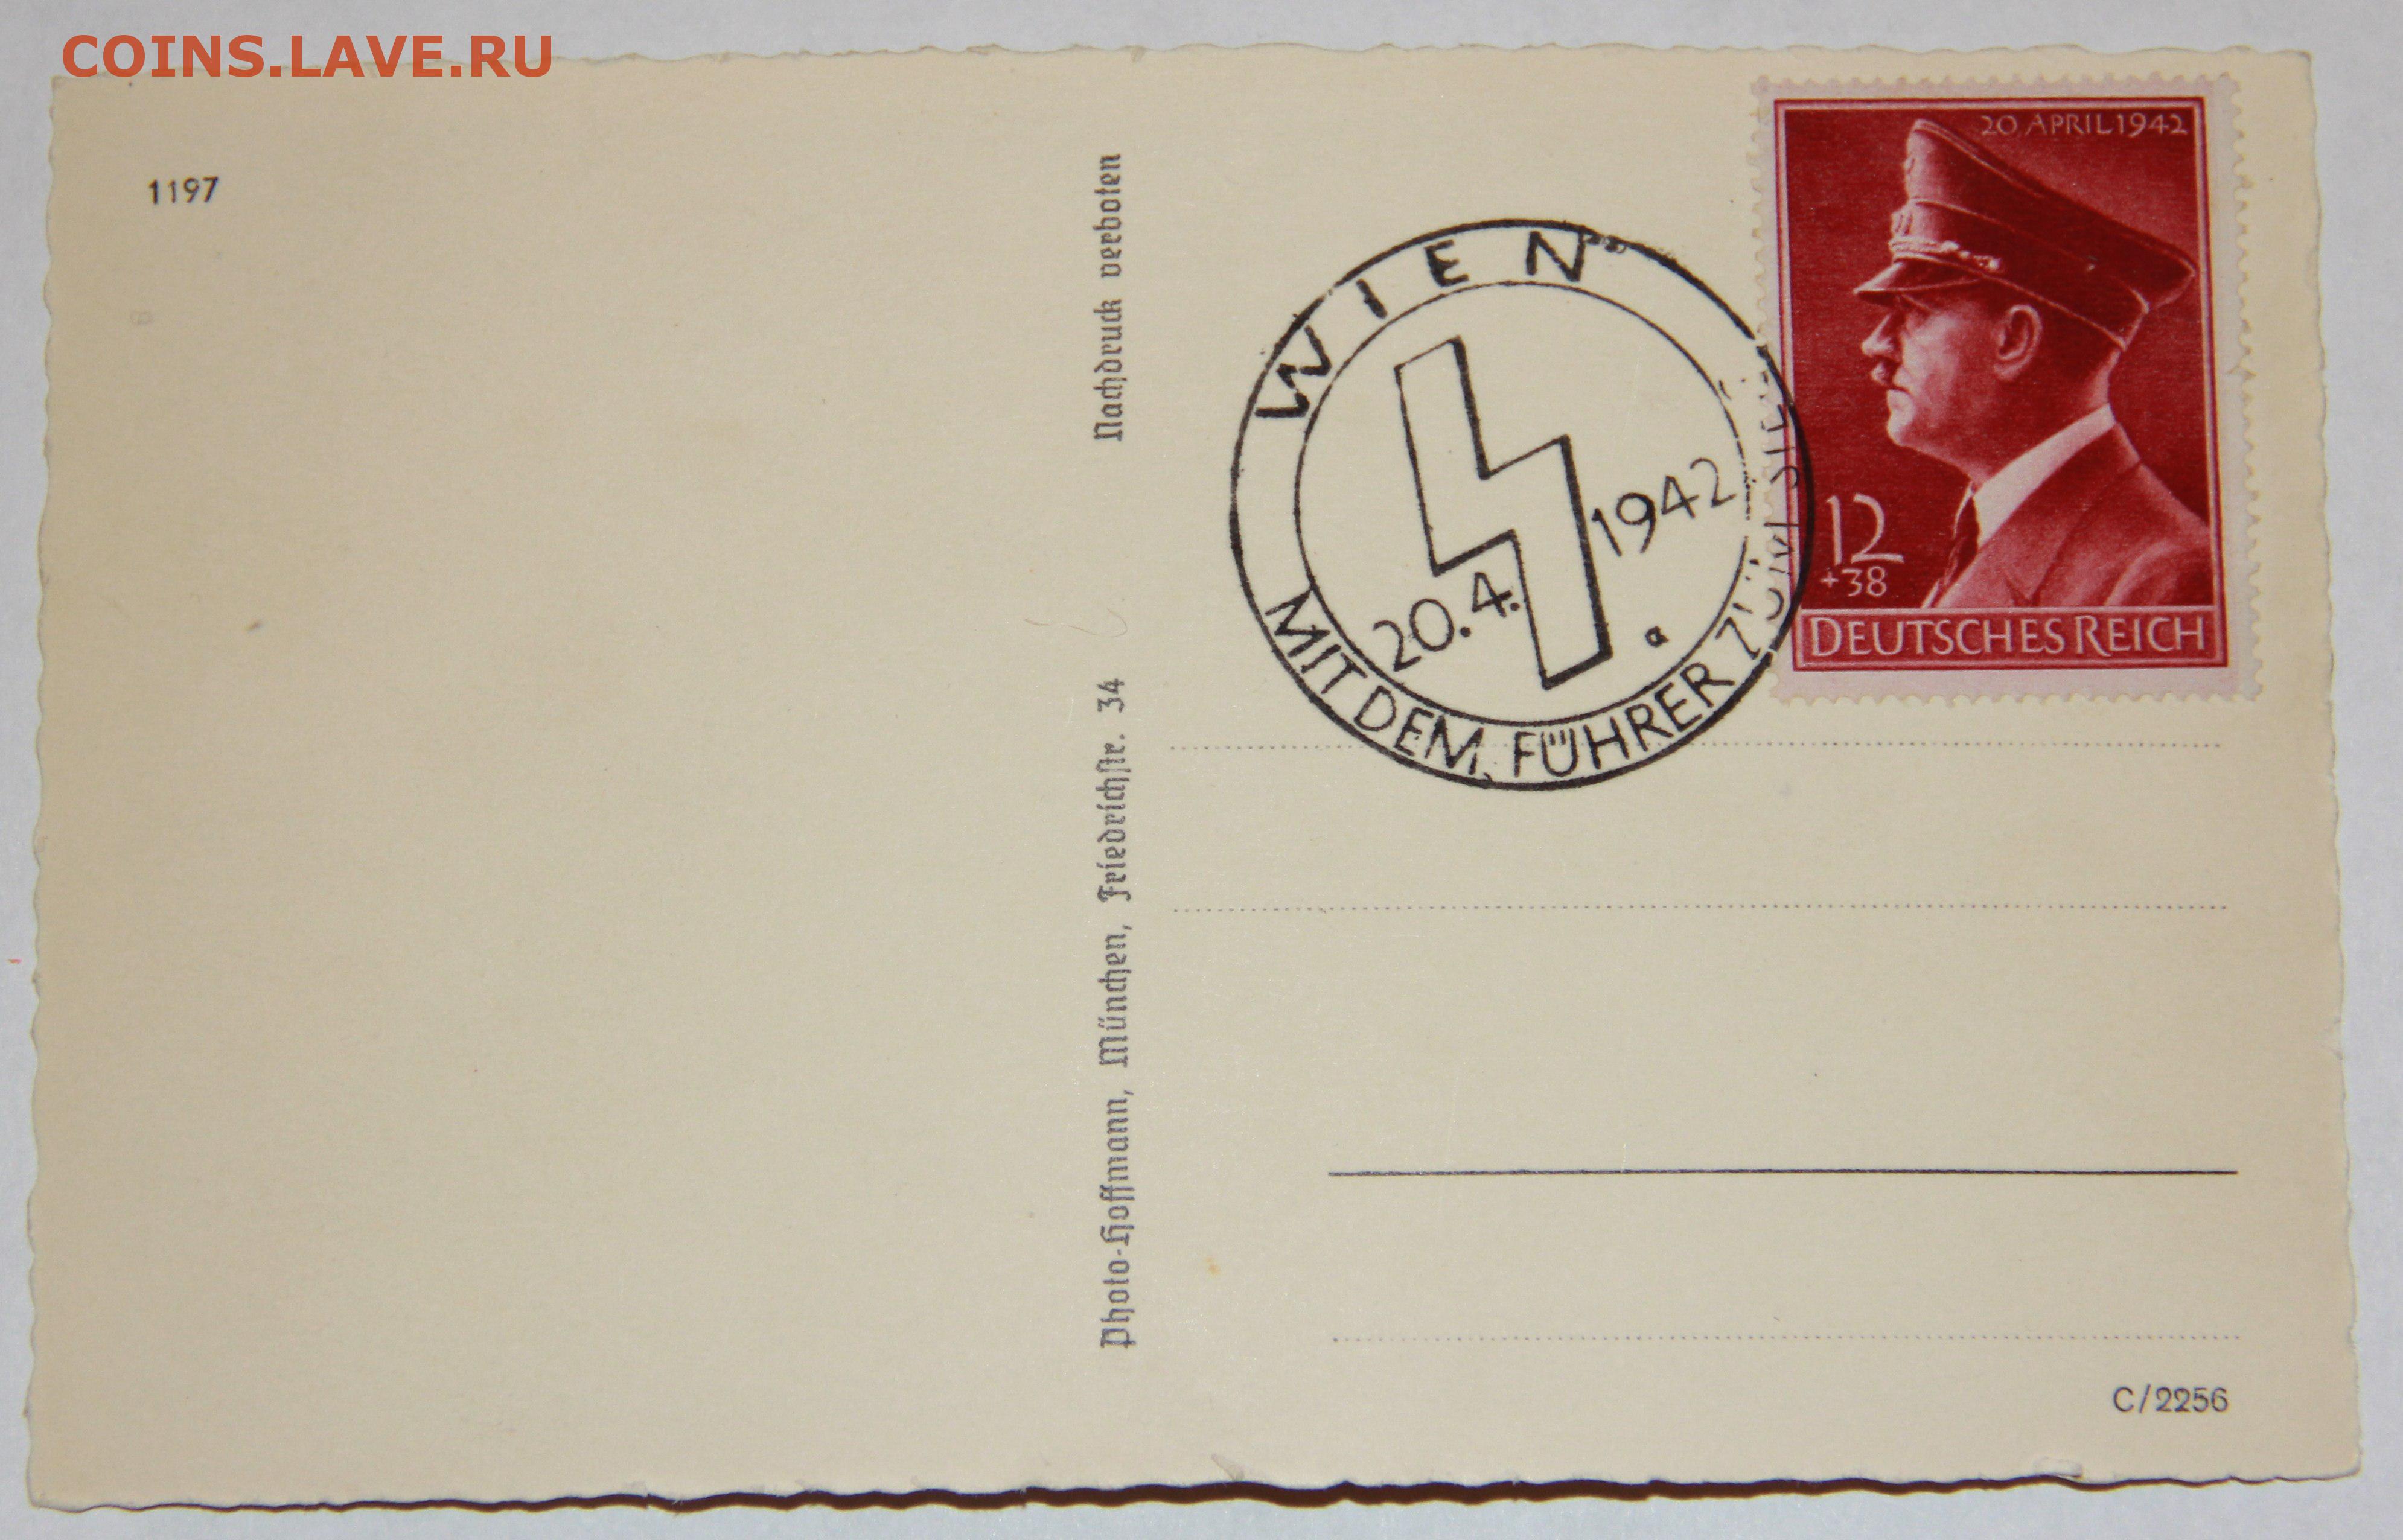 COINS.LAVE.RU
1197
Nachdruck verboten
Photo-Hoffmann, München, Friedrichstr. 34
WIEN
20.4. 1942
a
MIT DEM FÜHRER ZUM SIEG
20 APRIL 1942
12
+38
DEUTSCHES REICH
C/2256